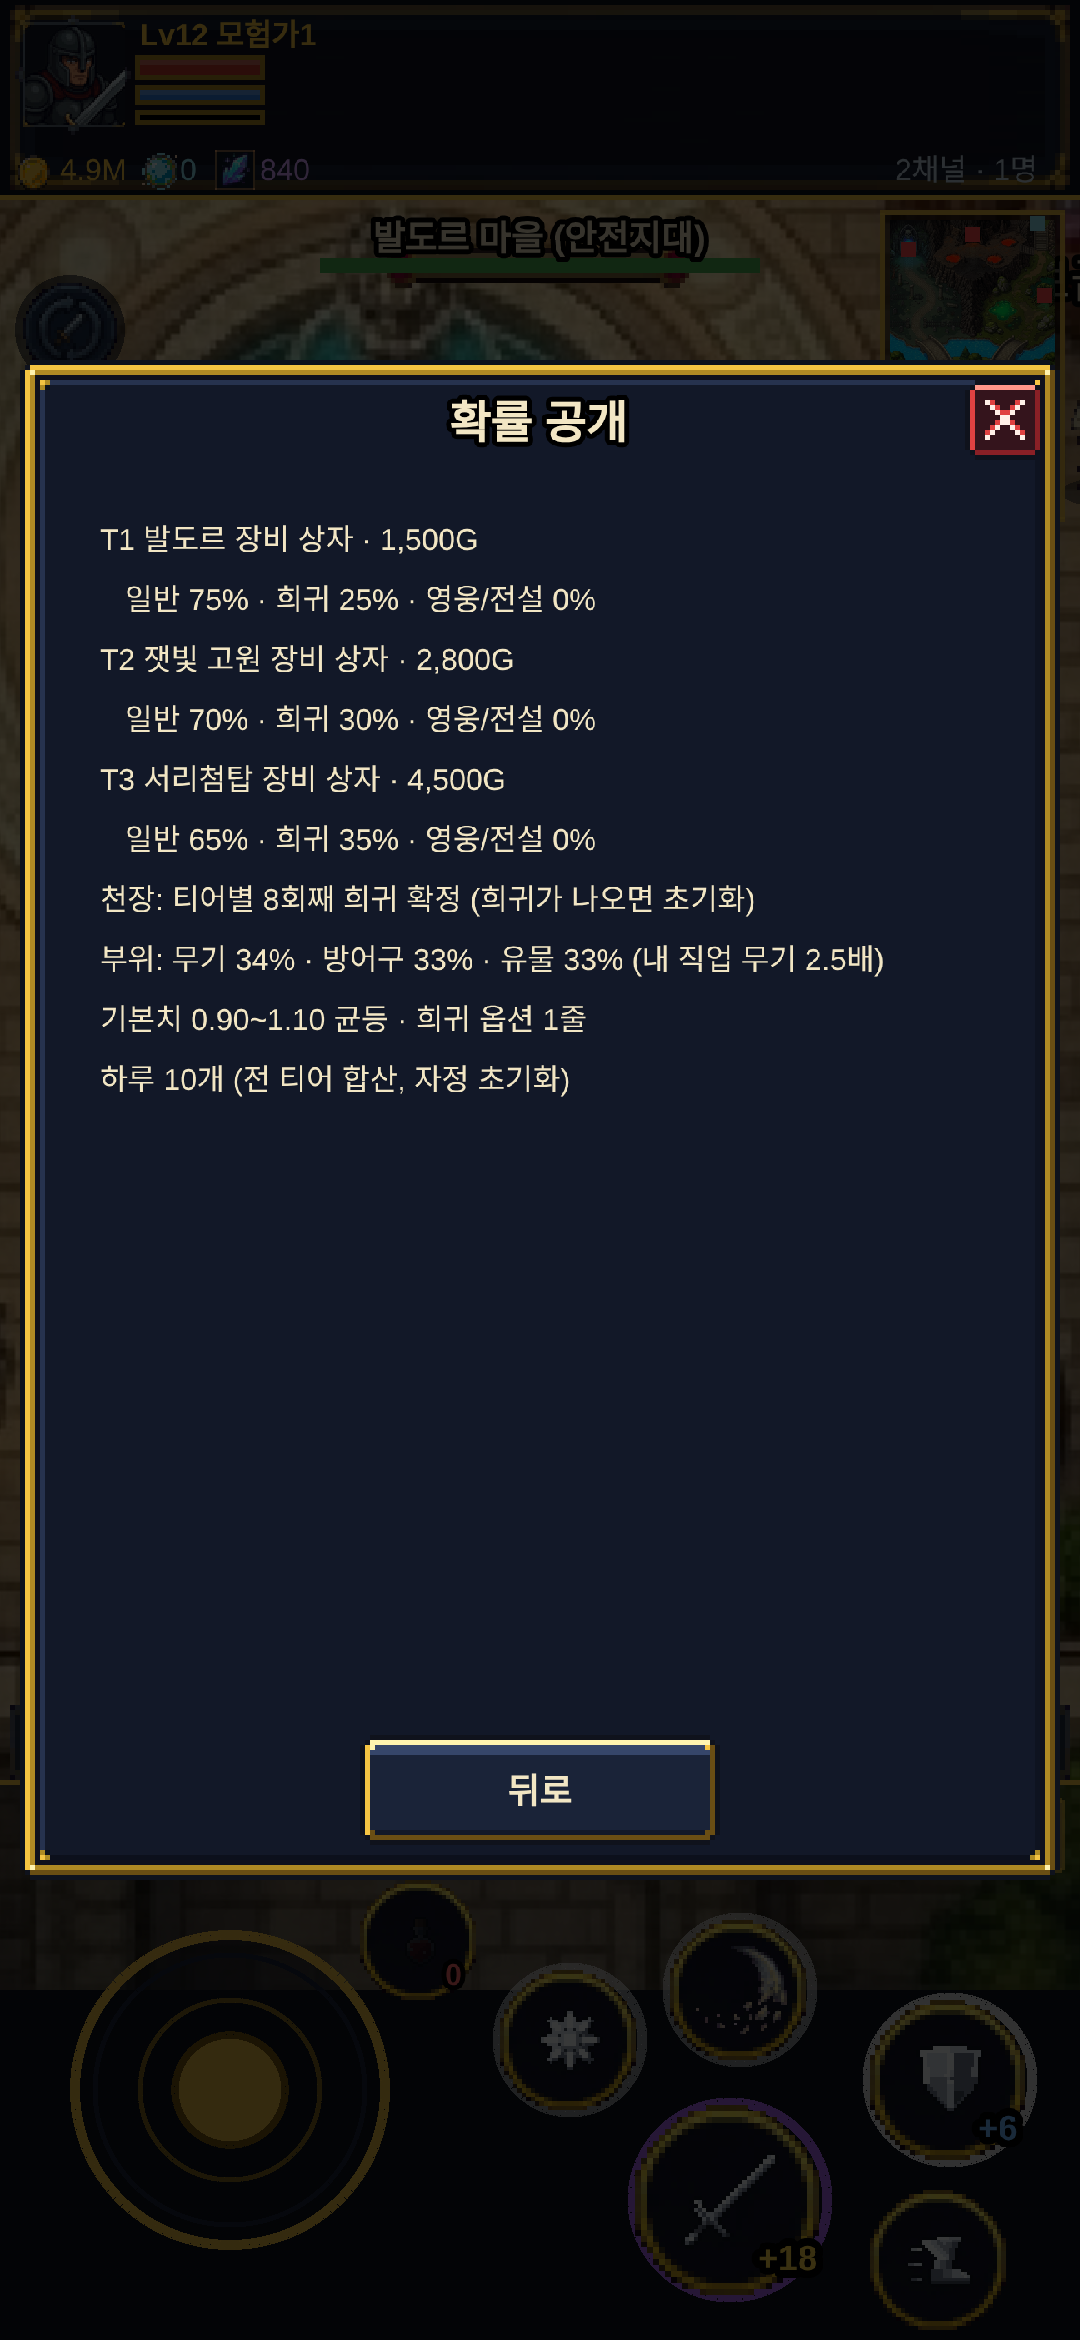 Lv12 모험가1
4.9M 0 840 2채널 · 1명
발도르 마을 (안전지대)
확률 공개
T1 발도르 장비 상자 · 1,500G
일반 75% · 희귀 25% · 영웅/전설 0%
T2 잿빛 고원 장비 상자 · 2,800G
일반 70% · 희귀 30% · 영웅/전설 0%
T3 서리첨탑 장비 상자 · 4,500G
일반 65% · 희귀 35% · 영웅/전설 0%
천장: 티어별 8회째 희귀 확정 (희귀가 나오면 초기화)
부위: 무기 34% · 방어구 33% · 유물 33% (내 직업 무기 2.5배)
기본치 0.90~1.10 균등 · 희귀 옵션 1줄
하루 10개 (전 티어 합산, 자정 초기화)
뒤로
0
+6
+18